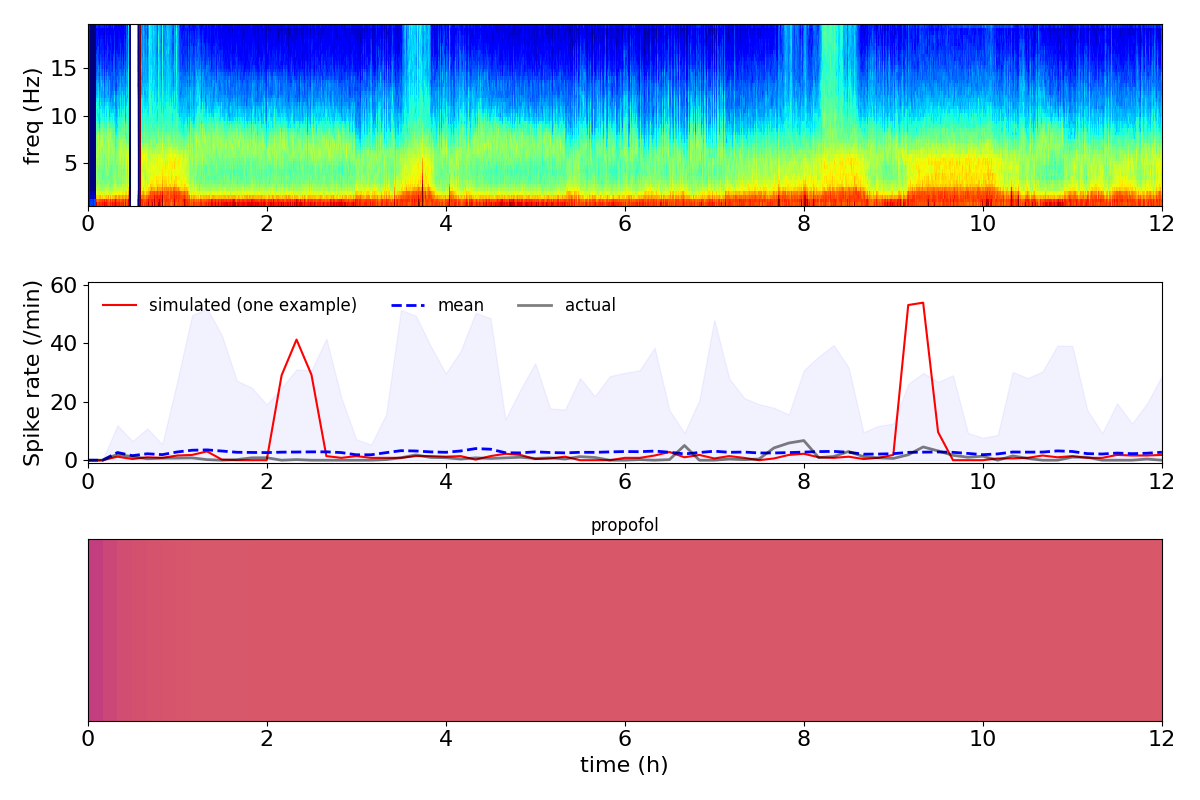 freq (Hz)
15
10
5
0 2 4 6 8 10 12
Spike rate (/min)
60
40
20
0
simulated (one example) mean actual
0 2 4 6 8 10 12
propofol
0 2 4 6 8 10 12
time (h)